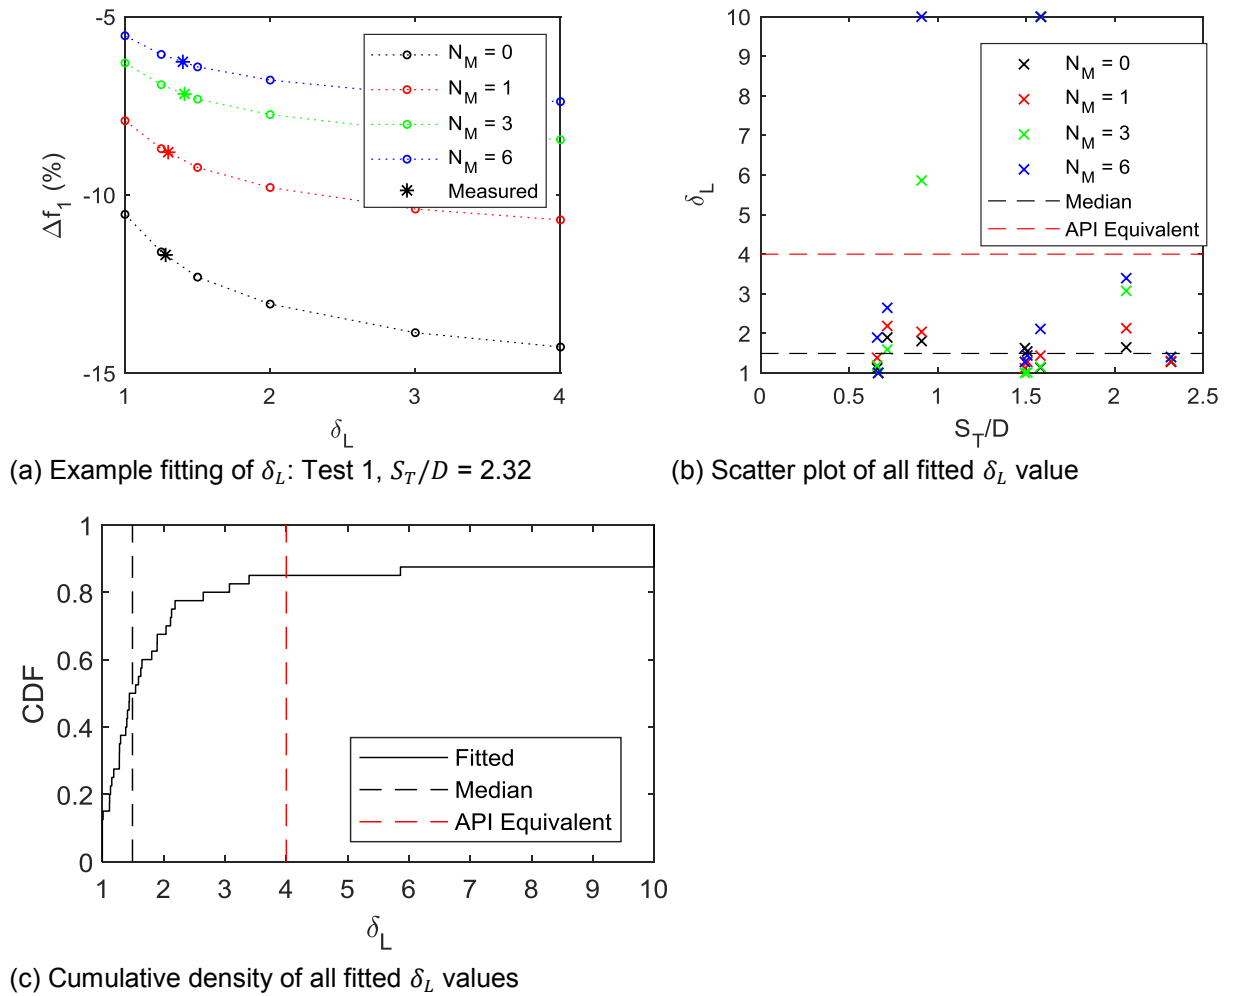 -5
-10
-15
Δf1 (%)
1 2 3 4
δL
NM = 0
NM = 1
NM = 3
NM = 6
Measured
(a) Example fitting of δL: Test 1, ST/D = 2.32
10
9
8
7
6
5
4
3
2
1
δL
0 0.5 1 1.5 2 2.5
ST/D
NM = 0
NM = 1
NM = 3
NM = 6
Median
API Equivalent
(b) Scatter plot of all fitted δL value
1
0.8
0.6
0.4
0.2
0
CDF
1 2 3 4 5 6 7 8 9 10
δL
Fitted
Median
API Equivalent
(c) Cumulative density of all fitted δL values